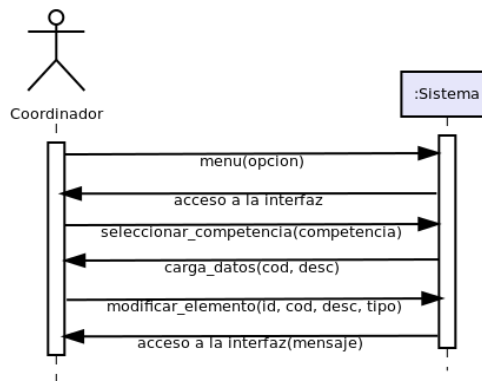 Coordinador
:Sistema
menu(opcion)
acceso a la interfaz
seleccionar_competencia(competencia)
carga_datos(cod, desc)
modificar_elemento(id, cod, desc, tipo)
acceso a la interfaz(mensaje)